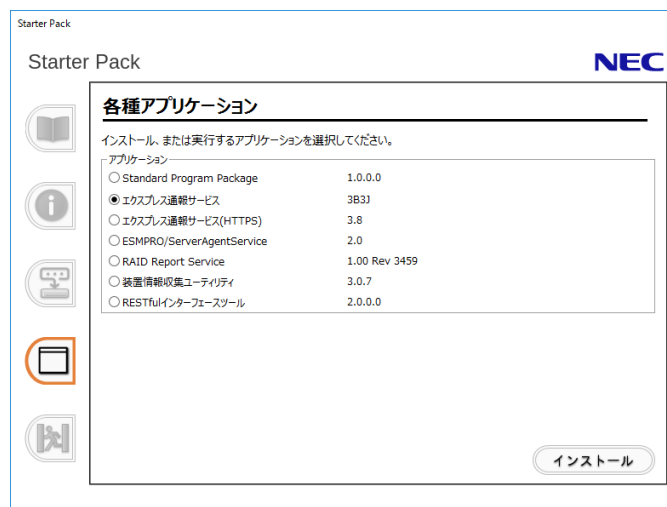 Starter Pack
Starter Pack NEC
各種アプリケーション
インストール、または実行するアプリケーションを選択してください。
アプリケーション
Standard Program Package 1.0.0.0
エクスプレス通報サービス 3B3J
エクスプレス通報サービス(HTTPS) 3.8
ESMPRO/ServerAgentService 2.0
RAID Report Service 1.00 Rev 3459
装置情報収集ユーティリティ 3.0.7
RESTfulインターフェースツール 2.0.0.0
インストール